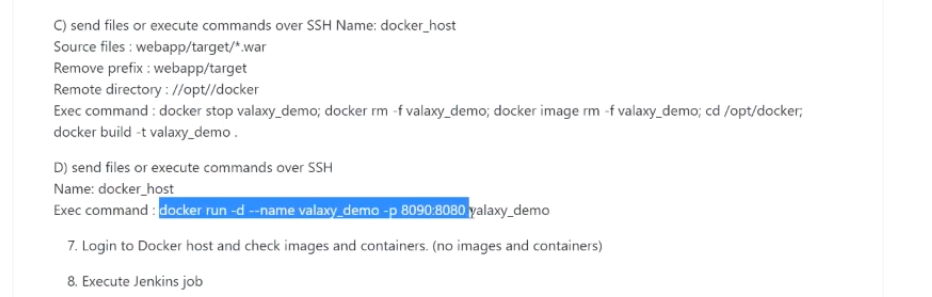 C) send files or execute commands over SSH Name: docker_host
Source files : webapp/target/*.war
Remove prefix : webapp/target
Remote directory : //opt//docker
Exec command : docker stop valaxy_demo; docker rm -f valaxy_demo; docker image rm -f valaxy_demo; cd /opt/docker;
docker build -t valaxy_demo .
D) send files or execute commands over SSH
Name: docker_host
Exec command : docker run -d --name valaxy_demo -p 8090:8080 valaxy_demo
7. Login to Docker host and check images and containers. (no images and containers)
8. Execute Jenkins job